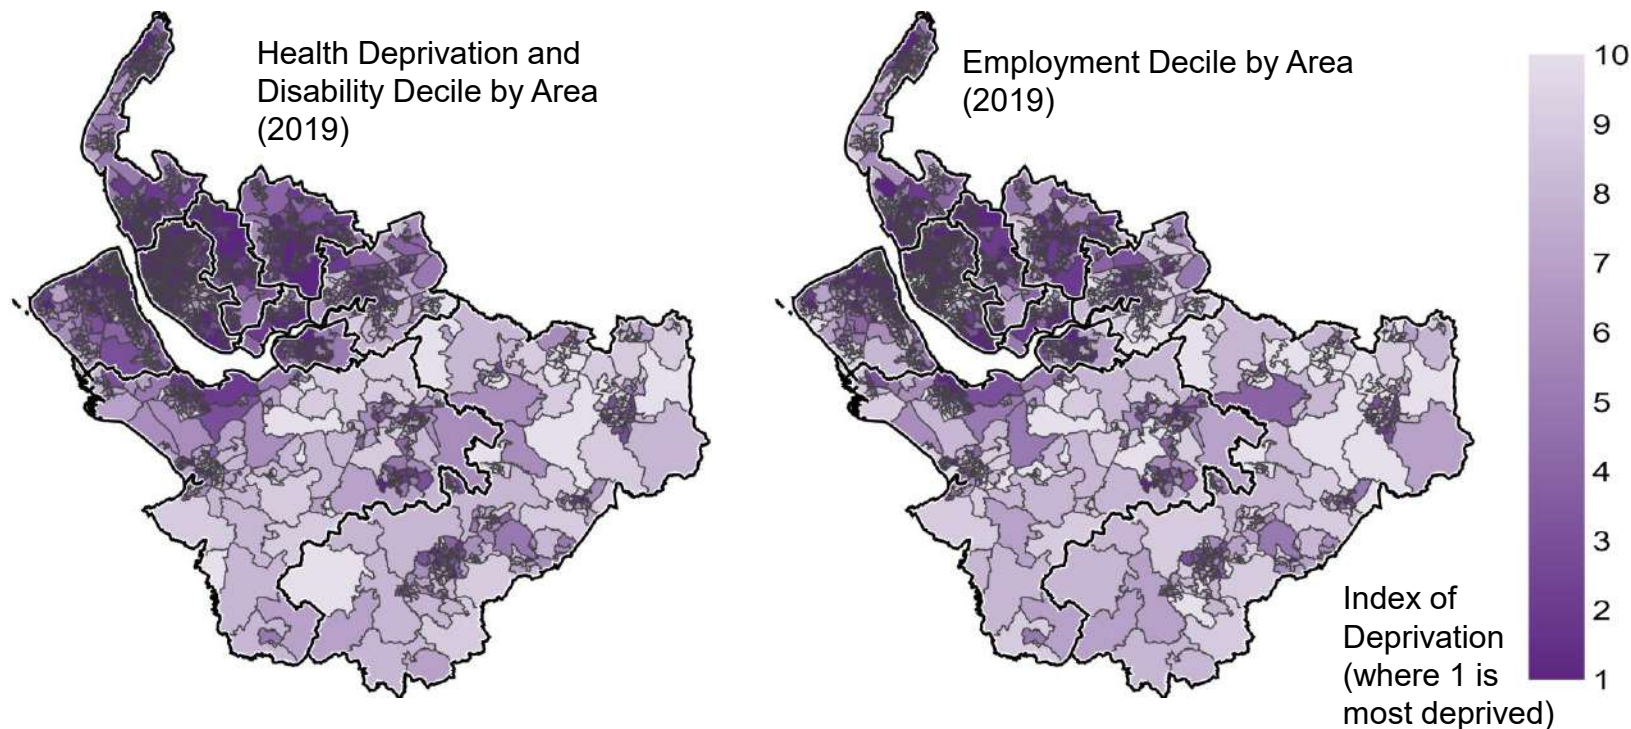 Health Deprivation and
Disability Decile by Area
(2019)
Employment Decile by Area
(2019)
10
9
8
7
6
5
4
3
2
1
Index of
Deprivation
(where 1 is
most deprived)